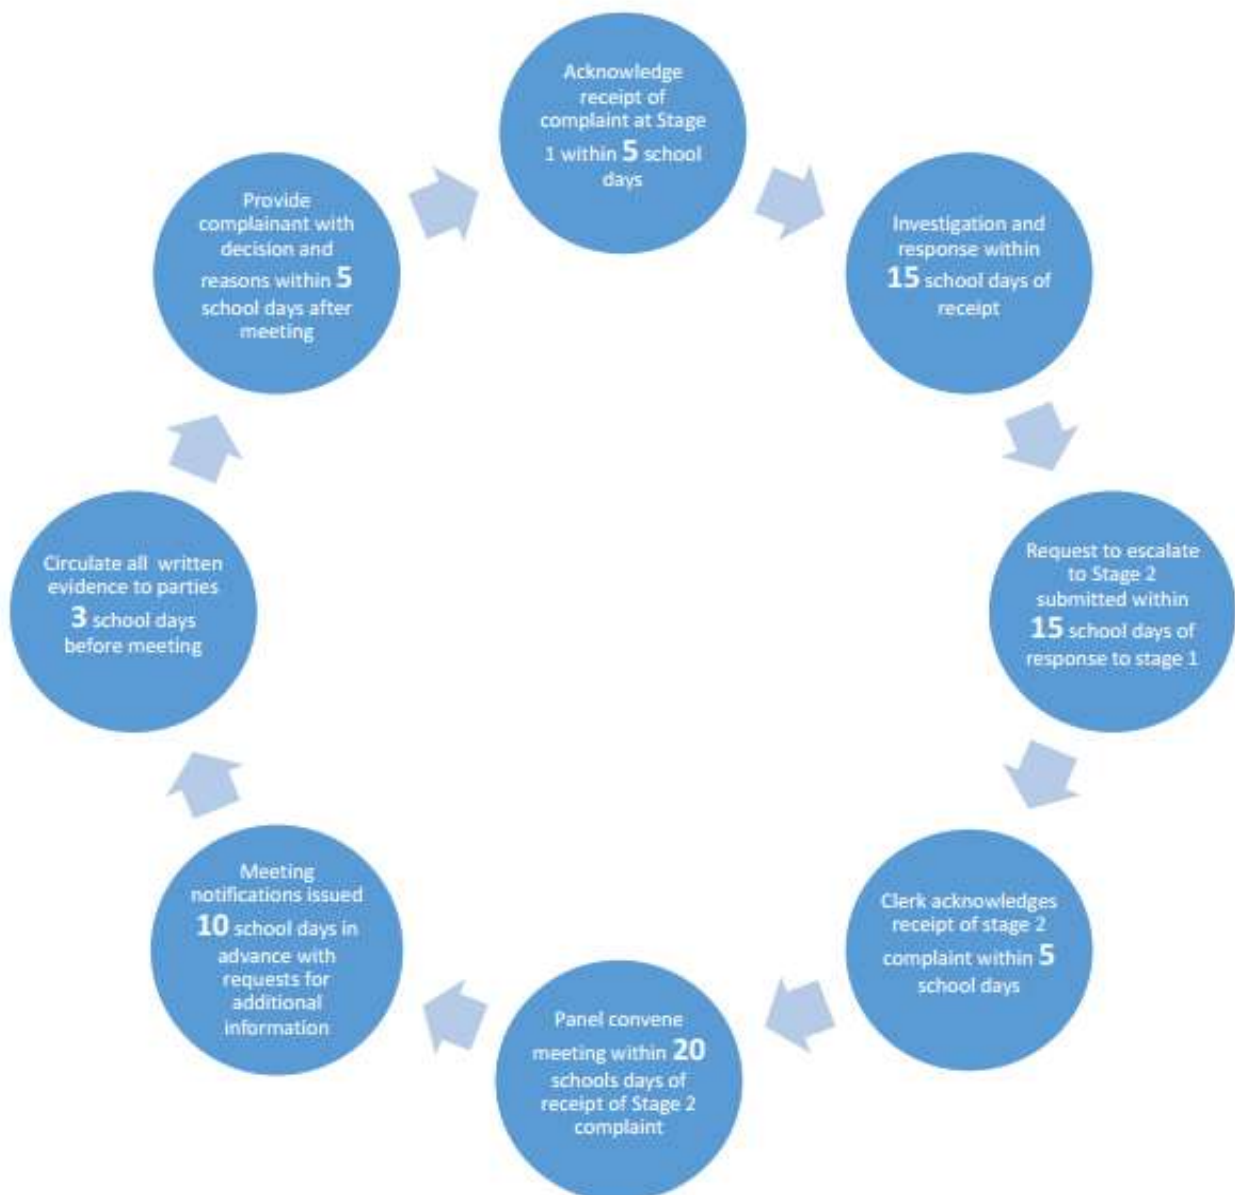 Acknowledge
receipt of
complaint at Stage
1 within 5 school
days
Investigation and
response within
15 school days of
receipt
Request to escalate
to Stage 2
submitted within
15 school days of
response to stage 1
Clerk acknowledges
receipt of stage 2
complaint within 5
school days
Panel convene
meeting within 20
schools days of
receipt of Stage 2
complaint
Meeting
notifications issued
10 school days in
advance with
requests for
additional
information
Circulate all written
evidence to parties
3 school days
before meeting
Provide
complainant with
decision and
reasons within 5
school days after
meeting